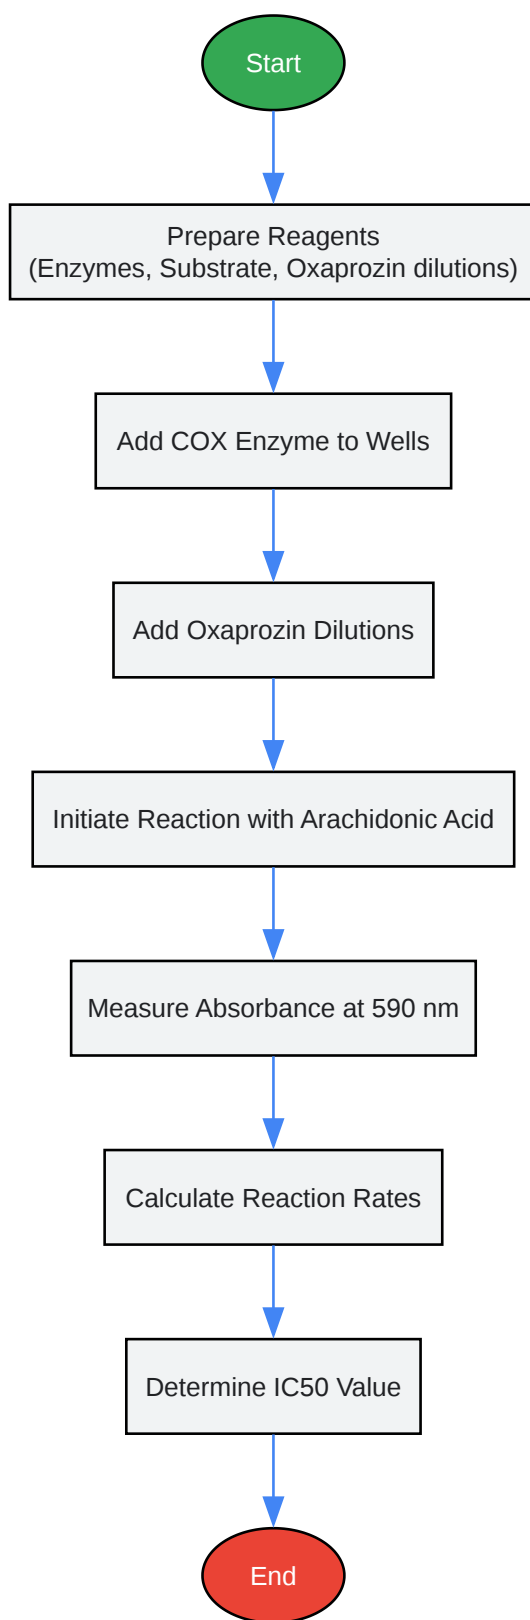 Start
Prepare Reagents
(Enzymes, Substrate, Oxaprozin dilutions)
Add COX Enzyme to Wells
Add Oxaprozin Dilutions
Initiate Reaction with Arachidonic Acid
Measure Absorbance at 590 nm
Calculate Reaction Rates
Determine IC50 Value
End